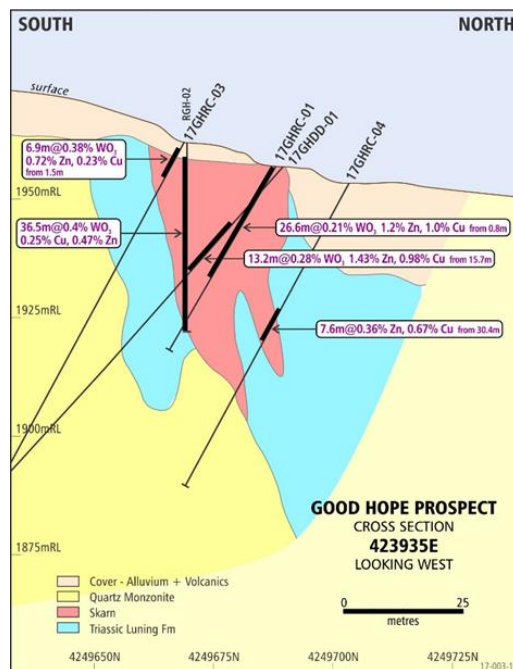 SOUTH
NORTH
surface
RGH-02
17GHRC-03
17GHRC-01
17GHDD-01
17GHRC-04
6.9m@0.38% WO3
0.72% Zn, 0.23% Cu
from 1.5m
1950mRL
36.5m@0.4% WO3
0.25% Cu, 0.47% Zn
26.6m@0.21% WO3 1.2% Zn, 1.0% Cu from 0.8m
13.2m@0.28% WO3 1.43% Zn, 0.98% Cu from 15.7m
1925mRL
7.6m@0.36% Zn, 0.67% Cu from 30.4m
1900mRL
GOOD HOPE PROSPECT
CROSS SECTION
423935E
LOOKING WEST
1875mRL
Cover - Alluvium + Volcanics
Quartz Monzonite
Skarn
Triassic Luning Fm
0 25
metres
17-003-1
4249650N 4249675N 4249700N 4249725N